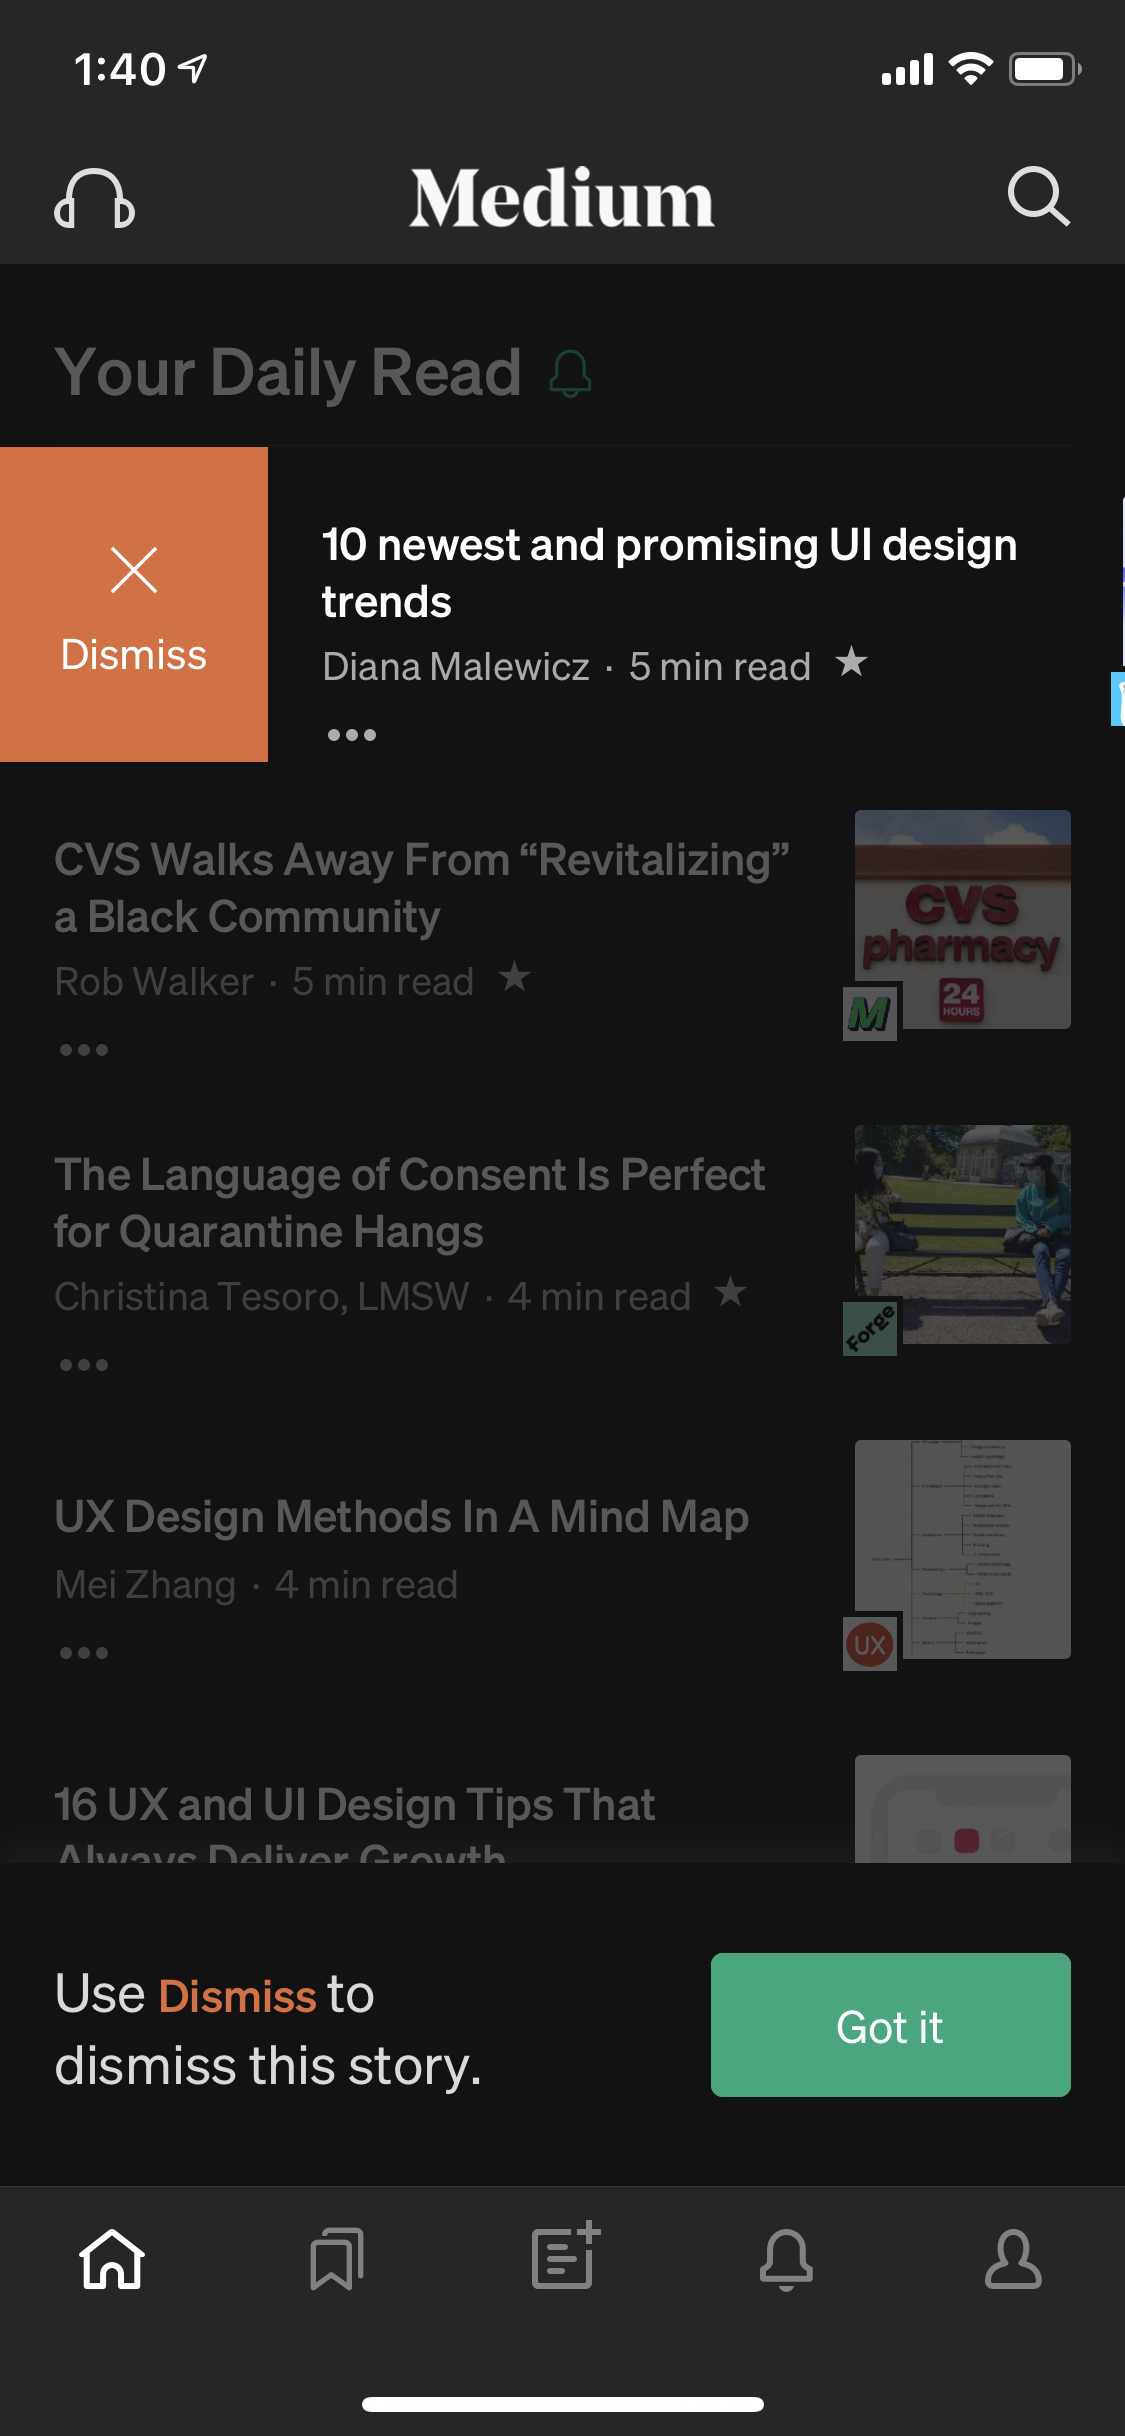 1:40
Medium
Your Daily Read
Dismiss
10 newest and promising UI design
trends
Diana Malewicz · 5 min read ★
CVS Walks Away From “Revitalizing”
a Black Community
Rob Walker · 5 min read ★
CVS
pharmacy
24
HOURS
M
The Language of Consent Is Perfect
for Quarantine Hangs
Christina Tesoro, LMSW · 4 min read ★
Forge
UX Design Methods In A Mind Map
Mei Zhang · 4 min read
UX
16 UX and UI Design Tips That
Always Deliver Growth
Use Dismiss to
dismiss this story.
Got it